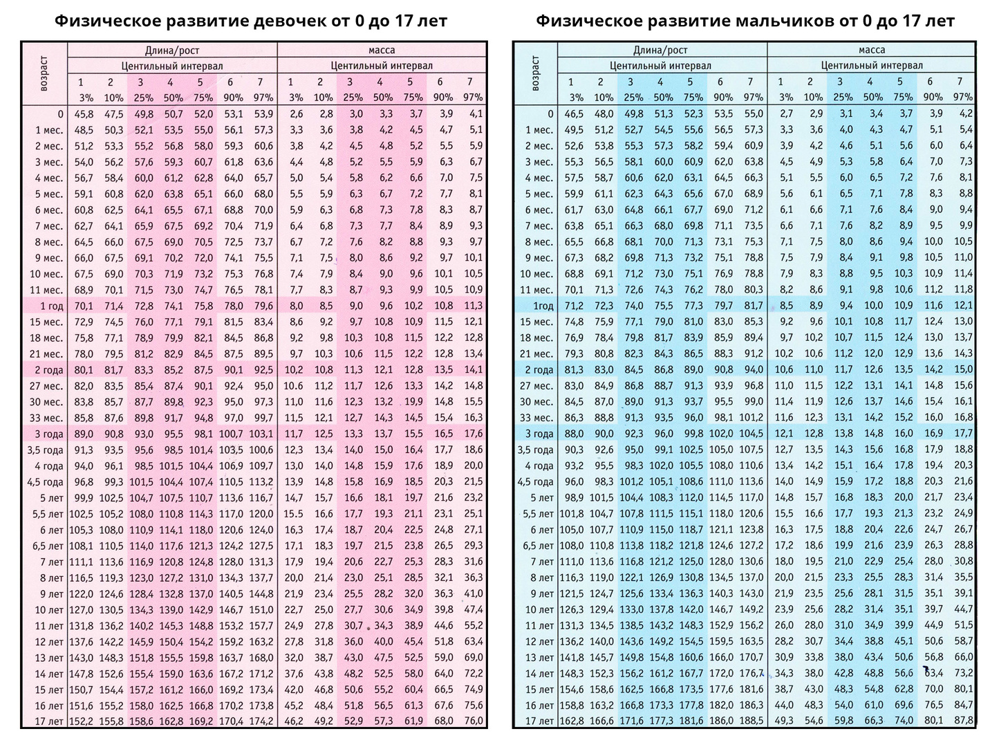 Физическое развитие девочек от 0 до 17 лет
возраст
Длина/рост масса
Центильный интервал Центильный интервал
1 2 3 4 5 6 7 1 2 3 4 5 6 7
3% 10% 25% 50% 75% 90% 97% 3% 10% 25% 50% 75% 90% 97%
0 45,8 47,5 49,8 50,7 52,0 53,1 53,9 2,6 2,8 3,0 3,3 3,7 3,9 4,1
1 мес. 48,5 50,3 52,1 53,5 55,0 56,1 57,3 3,3 3,6 3,8 4,2 4,5 4,7 5,1
2 мес. 51,2 53,3 55,2 56,8 58,0 59,3 60,6 3,8 4,2 4,5 4,8 5,2 5,5 5,9
3 мес. 54,0 56,2 57,6 59,3 60,7 61,8 63,6 4,4 4,8 5,2 5,5 5,9 6,3 6,7
4 мес. 56,7 58,4 60,0 61,2 62,8 64,0 65,7 5,0 5,4 5,8 6,2 6,6 7,0 7,5
5 мес. 59,1 60,8 62,0 63,8 65,1 66,0 68,0 5,5 5,9 6,3 6,7 7,2 7,7 8,1
6 мес. 60,8 62,5 64,1 65,5 67,1 68,8 70,0 5,9 6,3 6,8 7,3 7,8 8,3 8,7
7 мес. 62,7 64,1 65,9 67,5 69,2 70,4 71,9 6,4 6,8 7,3 7,7 8,4 8,9 9,3
8 мес. 64,5 66,0 67,5 69,0 70,5 72,5 73,7 6,7 7,2 7,6 8,2 8,8 9,3 9,7
9 мес. 66,0 67,5 69,1 70,2 72,0 74,1 75,5 7,1 7,5 8,0 8,6 9,2 9,7 10,1
10 мес. 67,5 69,0 70,3 71,9 73,2 75,3 76,8 7,4 7,9 8,4 9,0 9,6 10,1 10,5
11 мес. 68,9 70,1 71,5 73,0 74,7 76,5 78,1 7,7 8,3 8,7 9,3 9,9 10,5 10,9
1 год 70,1 71,4 72,8 74,1 75,8 78,0 79,6 8,0 8,5 9,0 9,6 10,2 10,8 11,3
15 мес. 72,9 74,5 76,0 77,1 79,1 81,5 83,4 8,6 9,2 9,7 10,8 10,9 11,5 12,1
18 мес. 75,8 77,1 78,9 79,9 82,1 84,5 86,8 9,2 9,8 10,3 10,8 11,5 12,2 12,8
21 мес. 78,0 79,5 81,2 82,9 84,5 87,5 89,5 9,7 10,3 10,6 11,5 12,2 12,8 13,4
2 года 80,1 81,7 83,3 85,2 87,5 90,1 92,5 10,2 10,8 11,3 12,1 12,8 13,5 14,1
27 мес. 82,0 83,5 85,4 87,4 90,1 92,4 95,0 10.6 11,2 11,7 12,6 13,3 14,2 14,8
30 мес. 83,8 85,7 87,7 89,8 92,3 95,0 97,3 11,0 11,6 12,3 13,2 19,9 14,8 15,5
33 мес. 85,8 87,6 89,8 91,7 94,8 97,0 99,7 11,5 12,1 12,7 14,3 14,5 15,4 16,3
3 года 89,0 90,8 93,0 95,5 98,1 100,7 103,1 11,7 12,5 13,3 13,7 15,5 16,5 17,6
3,5 года 91,3 93,5 95,6 98,5 101,4 103,5 100,6 12,3 13,4 14,0 15,0 16,4 17,7 18,6
4 года 94,0 96,1 98,5 101,5 104,4 106,9 109,7 13,0 14,0 14,8 15,9 17,6 18,9 20,0
4,5 года 96,8 99,3 101,5 104,4 107,4 110,5 113,2 13,9 14,8 15,8 16,9 18,5 20,3 21,5
5 лет 99,9 102,5 104,7 107,5 110,7 113,6 116,7 14,7 15,7 16,6 18,1 19,7 21,6 23,2
5,5 лет 102,5 105,2 108,0 110,8 114,3 117,0 120,0 15.5 16,6 17,7 19,3 21,1 23,1 25,1
6 лет 105,3 108,0 110,9 114,1 118,0 120,6 124,0 16,3 17,4 18,7 20,4 22,5 24,8 27,1
6,5 лет 108,1 110,5 114,0 117,6 121,3 124,2 127,5 17,1 18,3 19,7 21,5 23,8 26,5 29,3
7 лет 111,1 113,6 116,9 120,8 124,8 128,0 131,3 17,9 19,4 20,6 22,7 25,3 28,3 31,6
8 лет 116,5 119,3 123,0 127,2 131,0 134,3 137,7 20,0 21,4 23,0 25,1 28,5 32,1 36,3
9 лет 122,0 124,6 128,4 132,8 137,0 140,5 144,8 21,9 23,4 25,5 28,2 32,0 36,3 41,0
10 лет 127,0 130,5 134,3 139,0 142,9 146,7 151,0 22,7 25,0 27,7 30,6 34,9 39,8 47,4
11 лет 131,8 136,2 140,2 145,3 148,8 153,2 157,7 24,9 27,8 30,7 34,3 38,9 44,6 55,2
12 лет 137,6 142,2 145,9 150,4 154,2 159,2 163,2 27,8 31,8 36,0 40,0 45,4 51,8 63,4
13 лет 143,0 148,3 151,8 155,5 159,8 163,7 168,0 32,0 38,7 43,0 47,5 52,5 59,0 69,0
14 лет 147,8 152,6 155,4 159,0 163,6 167,2 171,2 37,6 43,8 48,2 52,5 58,0 64,0 72,2
15 лет 150,7 154,4 157,2 161,2 166,0 169,2 173,4 42,0 46,8 50,6 55,2 60,4 66,5 74,9
16 лет 151,6 155,2 158,0 162,5 166,8 170,2 173,8 45,2 48,4 51,8 56,5 61,3 67,6 75,6
17 лет 152,2 155,8 158,6 162,8 169,2 170,4 174,2 46,2 49,2 52,9 57,3 61,9 68,0 76,0
Физическое развитие мальчиков от 0 до 17 лет
возраст
Длина/рост масса
Центильный интервал Центильный интервал
1 2 3 4 5 6 7 1 2 3 4 5 6 7
3% 10% 25% 50% 75% 90% 97% 3% 10% 25% 50% 75% 90% 97%
0 46,5 48,0 49,8 51,3 52,3 53,5 55,0 2,7 2,9 3,1 3,4 3,7 3,9 4,2
1 мес. 49,5 51,2 52,7 54,5 55,6 56,5 57,3 3,3 3,6 4,0 4,3 4,7 5,1 5,4
2 мес. 52,6 53,8 55,3 57,3 58,2 59,4 60,9 3,9 4,2 4,6 5,1 5,6 6,0 6,4
3 мес. 55,3 56,5 58,1 60,0 60,9 62,0 63,8 4,5 4,9 5,3 5,8 6,4 7,0 7,3
4 мес. 57,5 58,7 60,6 62,0 63,1 64,5 66,3 5,1 5,5 6,0 6,5 7,2 7,6 8,1
5 мес. 59,9 61,1 62,3 64,3 65,6 67,0 68,9 5,6 6,1 6,5 7,1 7,8 8,3 8,8
6 мес. 61,7 63,0 64,8 66,1 67,7 69,0 71,2 6,1 6,6 7,1 7,6 8,4 9,0 9,4
7 мес. 63,8 65,1 66,3 68,0 69,8 71,1 73,5 6,6 7,1 7,6 8,2 8,9 9,5 9,9
8 мес. 65,5 66,8 68,1 70,0 71,3 73,1 75,3 7,1 7,5 8,0 8,6 9,4 10,0 10,5
9 мес. 67,3 68,2 69,8 71,3 73,2 75,1 78,8 7,5 7,9 8,4 9,1 9,8 10,5 11,0
10 мес. 68,8 69,1 71,2 73,0 75,1 76,9 78,8 7,9 8,3 8,8 9,5 10,3 10,9 11,4
11 мес. 70,1 71,3 72,6 74,3 76,2 78,0 80,3 8,2 8,6 9,1 9,8 10,6 11,2 11,8
1год 71,2 72,3 74,0 75,5 77,3 79,7 81,7 8,5 8,9 9,4 10,0 10,9 11,6 12,1
15 мес. 74,8 75,9 77,1 79,0 81,0 83,0 85,3 9,2 9,6 10,1 10,8 11,7 12,4 13,0
18 мес. 76,9 78,4 79,8 81,7 83,9 85,9 89,4 9,7 10,2 10,7 11,5 12,4 13,0 13,7
21 мес. 79,3 80,8 82,3 84,3 86,5 88,3 91,2 10,2 10,6 11,2 12,0 12,9 13,6 14,3
2 года 81,3 83,0 84,5 86,8 89,0 90,8 94,0 10,6 11,0 11,7 12,6 13,5 14,2 15,0
27 мес. 83,0 84,9 86,8 88,7 91,3 93,9 96,8 11,0 11,5 12,2 13,1 14,1 14,8 15,6
30 мес. 84,5 87,0 89,0 91,3 93,7 95,5 99,0 11,4 11,9 12,6 13,7 14,6 15,4 16,1
33 мес. 86,3 88,8 91,3 93,5 96,0 98,1 101,2 11,6 12,3 13,1 14,2 15,2 16,0 16,8
3 года 88,0 90,0 92,3 96,0 99,8 102,0 104,5 12,1 12,8 13,8 14,8 16,0 16,9 17,7
3,5 года 90,3 92,6 95,0 99,1 102,5 105,0 107,5 12,7 13,5 14,3 15,6 16,8 17,9 18,8
4 года 93,2 95,5 98,3 102,0 105,5 108,0 110,6 13,4 14,2 15,1 16,4 17,8 19,4 20,3
4,5 года 96,0 98,3 101,2 105,1 108,6 111,0 113,6 14,0 14,9 15,9 17,2 18,8 20,3 21,6
5 лет 98,9 101,5 104,4 108,3 112,0 114,5 117,0 14,8 15,7 16,8 18,3 20,0 21,7 23,4
5,5 лет 101,8 104,7 107,8 111,5 115,1 118,0 120,6 15,5 16,6 17,7 19,3 21,3 23,2 24,9
6 лет 105,0 107,7 110,9 115,0 118,7 121,1 123,8 16,3 17,5 18,8 20,4 22,6 24,7 26,7
6,5 лет 108,0 110,8 113,8 118,2 121,8 124,6 127,2 17,2 18,6 19,9 21,6 23,9 26,3 28,8
7 лет 111,0 113,6 116,8 121,2 125,0 128,0 130,6 18,0 19,5 21,0 22,9 25,4 28,0 30,8
8 лет 116,3 119,0 122,1 126,9 130,8 134,5 137,0 20,0 21,5 23,3 25,5 28,3 31,4 35,5
9 лет 121,5 124,7 125,6 133,4 136,3 140,3 143,0 21,9 23,5 25,6 28,1 31,5 35,1 39,1
10 лет 126,3 129,4 133,0 137,8 142,0 146,7 149,2 23,9 25,6 28,2 31,4 35,1 39,7 44,7
11 лет 131,3 134,5 138,5 143,2 148,3 152,9 156,2 26,0 28,0 31,0 34,9 39,9 44,9 51,5
12 лет 136,2 140,0 143,6 149,2 154,5 159,5 163,5 28,2 30,7 34,4 38,8 45,1 50,6 58,7
13 лет 141,8 145,7 149,8 154,8 160,6 166,0 170,7 30,9 33,8 38,0 43,4 50,6 56,8 66,0
14 лет 148,3 152,3 156,2 161,2 167,7 172,0 176,7 34,3 38,0 42,8 48,8 56,6 63,4 73,2
15 лет 154,6 158,6 162,5 166,8 173,5 177,6 181,6 38,7 43,0 48,3 54,8 62,8 70,0 80,1
16 лет 158,8 163,2 166,8 173,3 177,8 182,0 186,3 44,0 48,3 54,0 61,0 69,6 76,5 84,7
17 лет 162,8 166,6 171,6 177,3 181,6 186,0 188,5 49,3 54,6 59,8 66,3 74,0 80,1 87,8